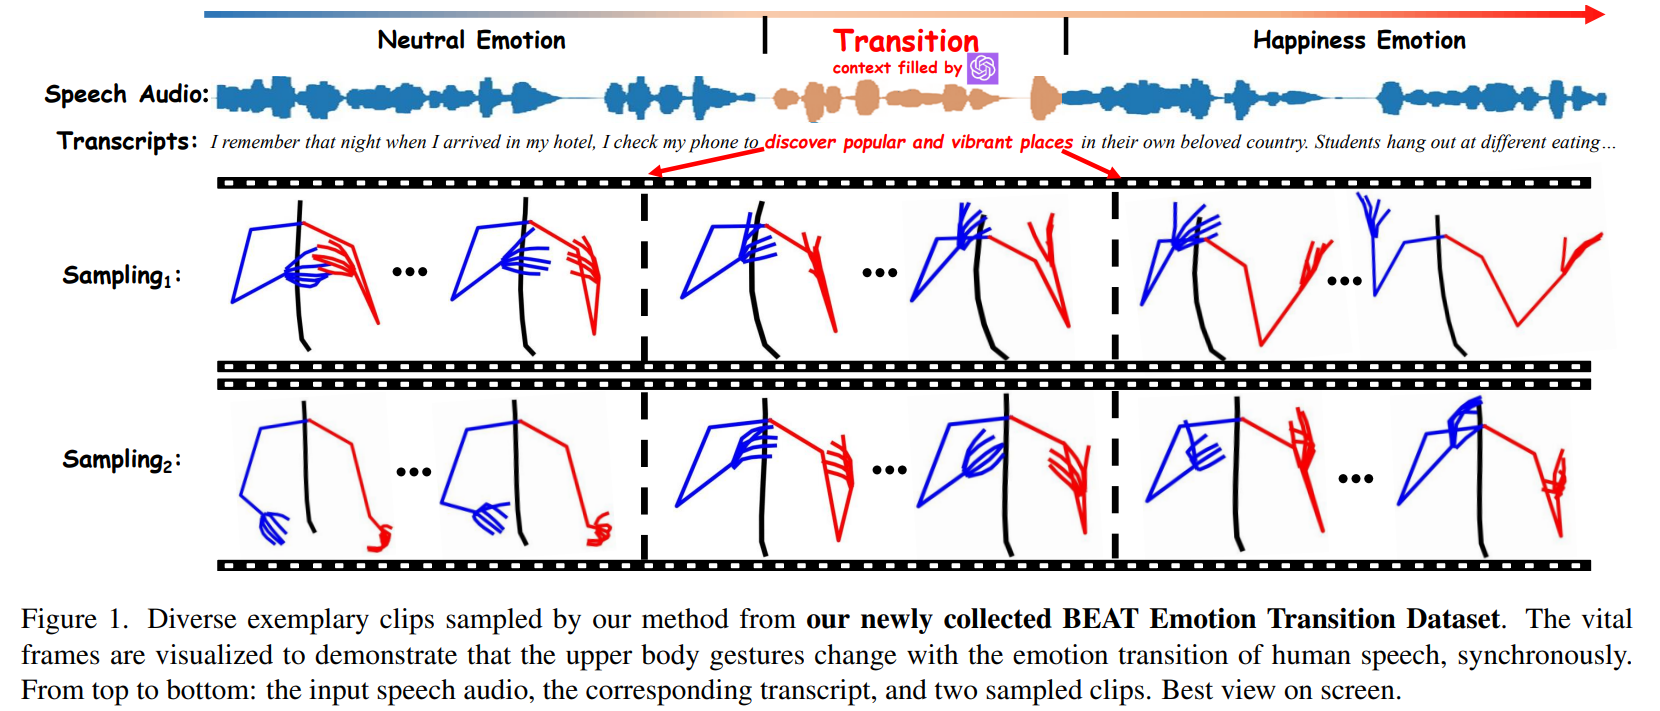 Neutral Emotion
Transition
Happiness Emotion
context filled by
Speech Audio:
Transcripts: I remember that night when I arrived in my hotel, I check my phone to discover popular and vibrant places in their own beloved country. Students hang out at different eating...
Sampling1:
Sampling2:
Figure 1. Diverse exemplary clips sampled by our method from our newly collected BEAT Emotion Transition Dataset. The vital
frames are visualized to demonstrate that the upper body gestures change with the emotion transition of human speech, synchronously.
From top to bottom: the input speech audio, the corresponding transcript, and two sampled clips. Best view on screen.